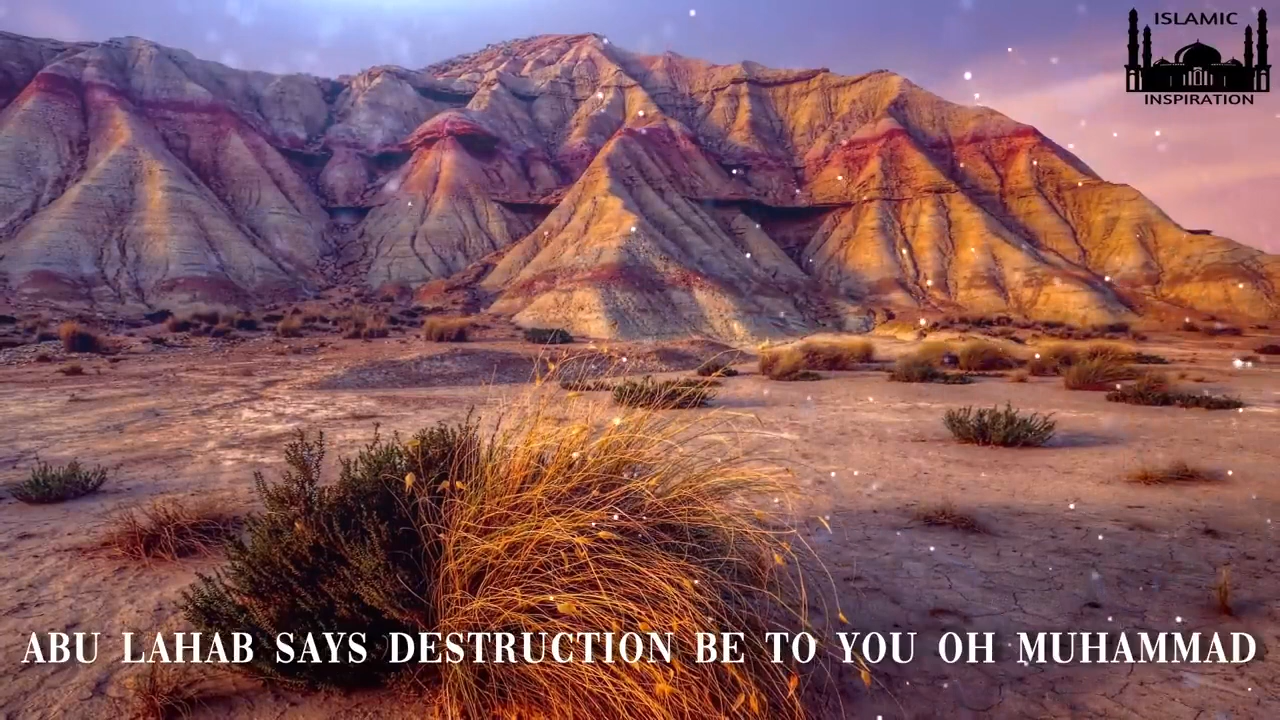 ISLAMIC
INSPIRATION
ABU LAHAB SAYS DESTRUCTION BE TO YOU OH MUHAMMAD